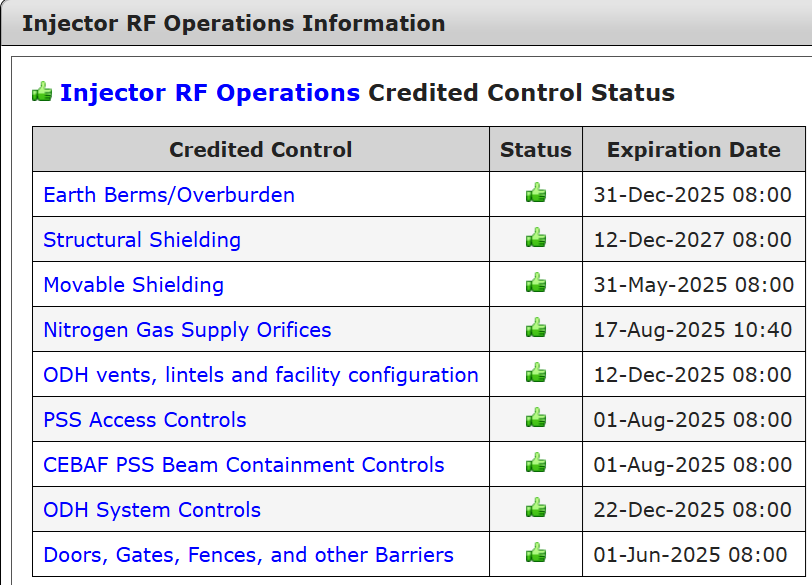 Injector RF Operations Information
Injector RF Operations Credited Control Status
Credited Control Status Expiration Date
Earth Berms/Overburden 31-Dec-2025 08:00
Structural Shielding 12-Dec-2027 08:00
Movable Shielding 31-May-2025 08:00
Nitrogen Gas Supply Orifices 17-Aug-2025 10:40
ODH vents, lintels and facility configuration 12-Dec-2025 08:00
PSS Access Controls 01-Aug-2025 08:00
CEBAF PSS Beam Containment Controls 01-Aug-2025 08:00
ODH System Controls 22-Dec-2025 08:00
Doors, Gates, Fences, and other Barriers 01-Jun-2025 08:00